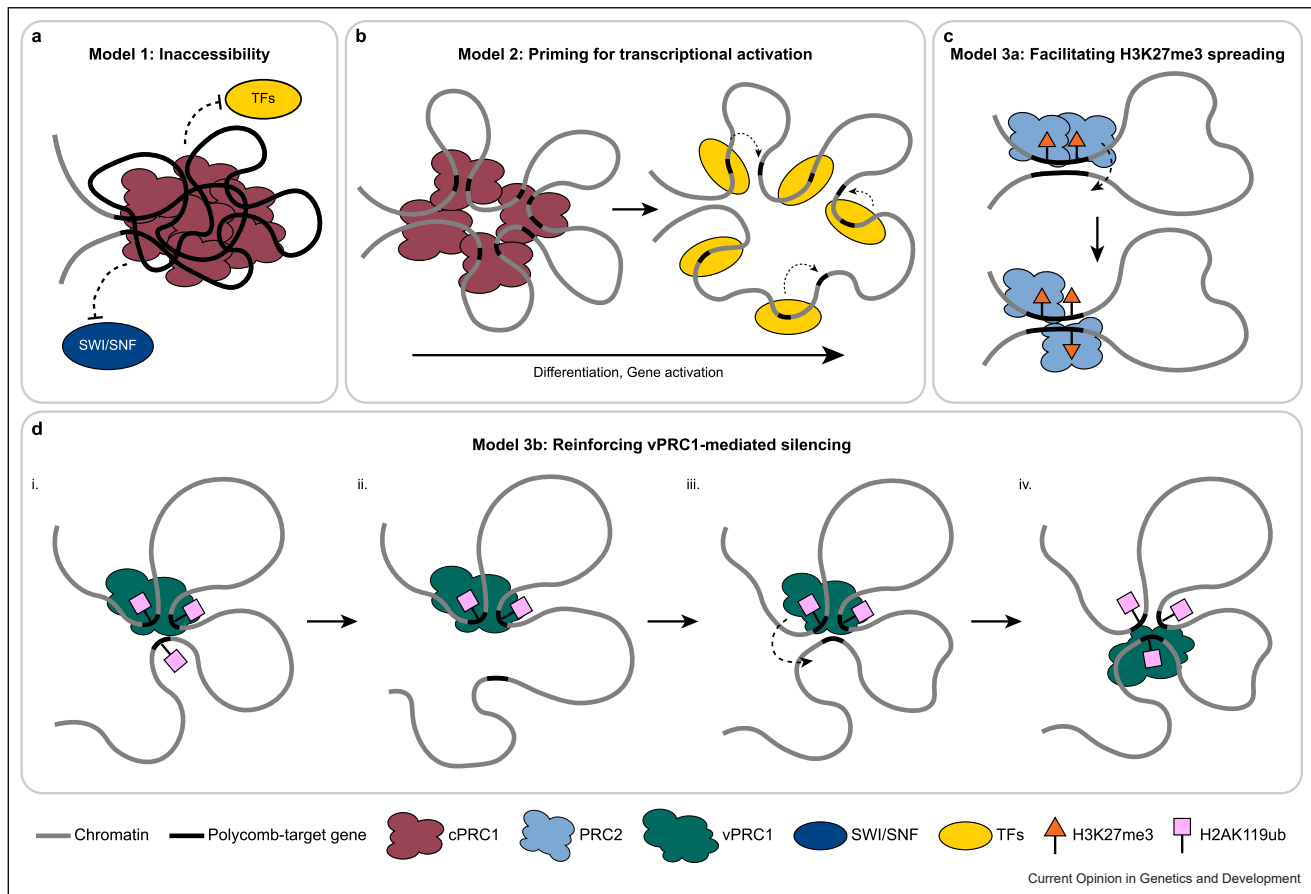 a
Model 1: Inaccessibility
TFs
SWI/SNF
b
Model 2: Priming for transcriptional activation
Differentiation, Gene activation
c
Model 3a: Facilitating H3K27me3 spreading
d
Model 3b: Reinforcing vPRC1-mediated silencing
i.
ii.
iii.
iv.
Chromatin
Polycomb-target gene
cPRC1
PRC2
vPRC1
SWI/SNF
TFs
H3K27me3
H2AK119ub
Current Opinion in Genetics and Development